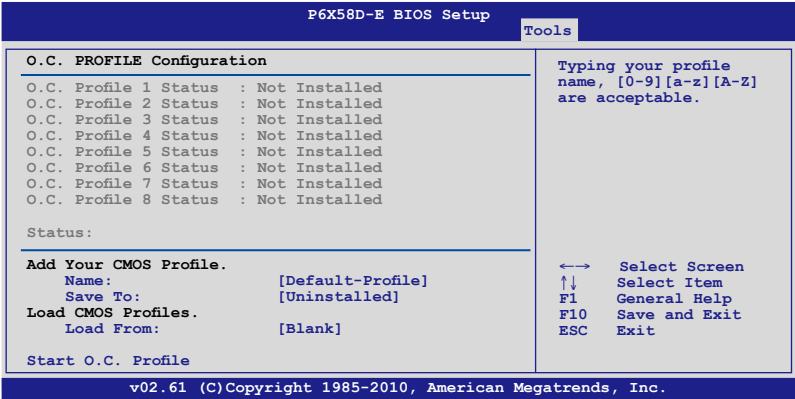 P6X58D-E BIOS Setup
Tools
O.C. PROFILE Configuration
O.C. Profile 1 Status : Not Installed
O.C. Profile 2 Status : Not Installed
O.C. Profile 3 Status : Not Installed
O.C. Profile 4 Status : Not Installed
O.C. Profile 5 Status : Not Installed
O.C. Profile 6 Status : Not Installed
O.C. Profile 7 Status : Not Installed
O.C. Profile 8 Status : Not Installed
Status:
Add Your CMOS Profile.
Name: [Default-Profile]
Save To: [Uninstalled]
Load CMOS Profiles.
Load From: [Blank]
Start O.C. Profile
Typing your profile
name, [0-9][a-z][A-Z]
are acceptable.
←→ Select Screen
↑↓ Select Item
F1 General Help
F10 Save and Exit
ESC Exit
v02.61 (C)Copyright 1985-2010, American Megatrends, Inc.